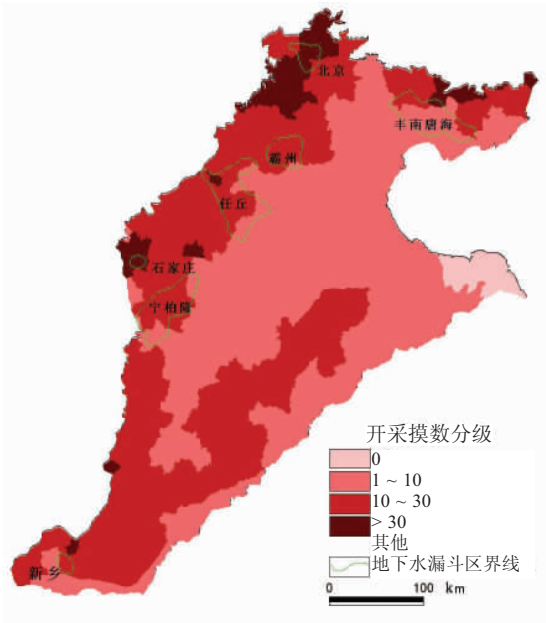 北京
丰南唐海
霸州
任丘
石家庄
宁柏隆
新乡
开采摸数分级
0
1 ~ 10
10 ~ 30
> 30
其他
地下水漏斗区界线
0 100 km